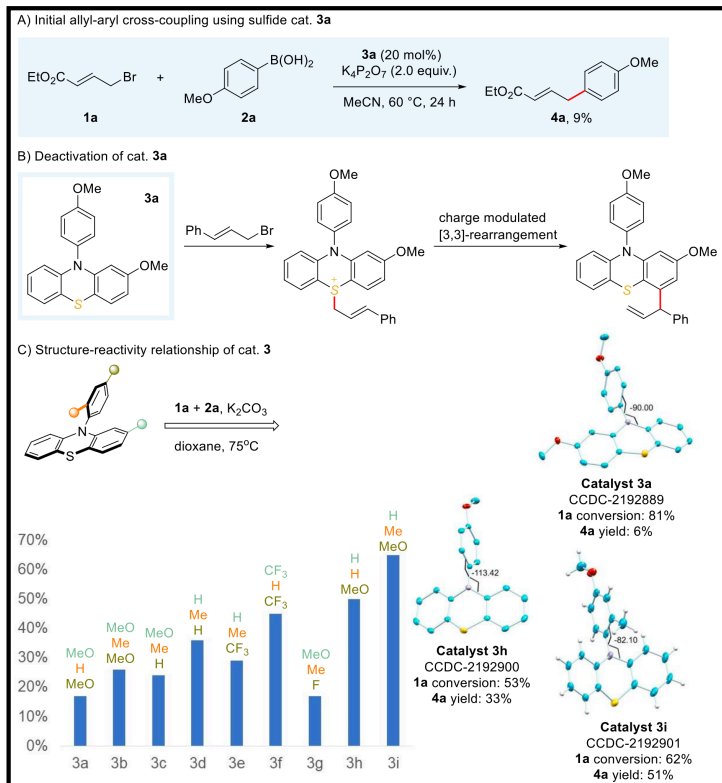 A) Initial allyl-aryl cross-coupling using sulfide cat. 3a
EtO₂C
Br
1a
+
B(OH)₂
MeO
2a
3a (20 mol%)
K₄P₂O₇ (2.0 equiv.)
MeCN, 60 °C, 24 h
OMe
EtO₂C
4a, 9%
B) Deactivation of cat. 3a
OMe
3a
N
OMe
S
Ph
Br
OMe
N
OMe
S
+
Ph
charge modulated
[3,3]-rearrangement
OMe
N
OMe
S
Ph
C) Structure-reactivity relationship of cat. 3
N
S
1a + 2a, K₂CO₃
dioxane, 75°C
-90.00
Catalyst 3a
CCDC-2192889
1a conversion: 81%
4a yield: 6%
-113.42
Catalyst 3h
CCDC-2192900
1a conversion: 53%
4a yield: 33%
-82.10
Catalyst 3i
CCDC-2192901
1a conversion: 62%
4a yield: 51%
70%
60%
50%
40%
30%
20%
10%
0%
MeO
H
MeO
MeO
Me
MeO
MeO
Me
H
H
Me
H
H
Me
CF₃
CF₃
H
CF₃
MeO
Me
F
H
H
MeO
H
Me
MeO
3a 3b 3c 3d 3e 3f 3g 3h 3i